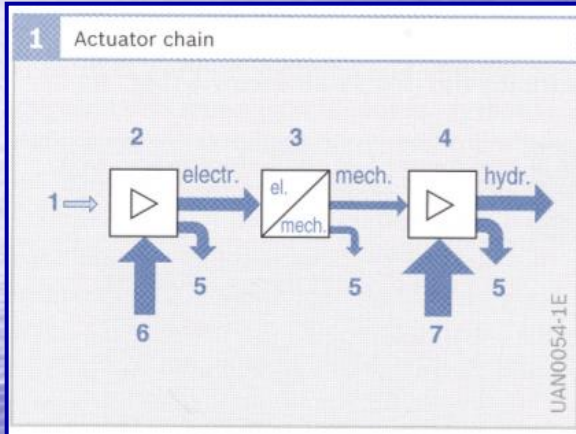 1 Actuator chain
2 3 4
electr. mech. hydr.
1 el.
mech.
5 5 5
6 7
UAN0054-1E